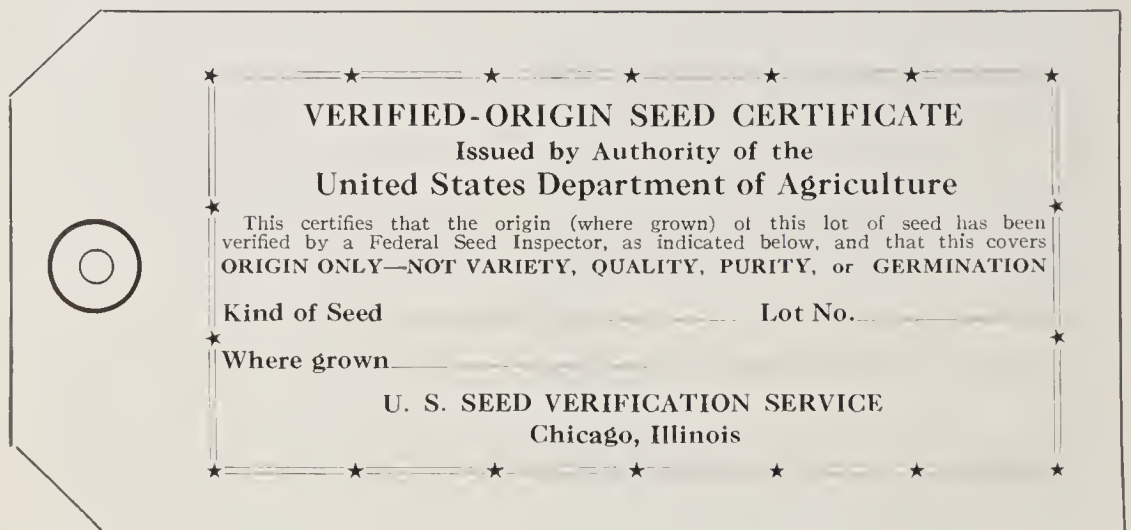 VERIFIED-ORIGIN SEED CERTIFICATE
Issued by Authority of the
United States Department of Agriculture
This certifies that the origin (where grown) of this lot of seed has been
verified by a Federal Seed Inspector, as indicated below, and that this covers
ORIGIN ONLY—NOT VARIETY, QUALITY, PURITY, or GERMINATION
Kind of Seed Lot No.
Where grown
U. S. SEED VERIFICATION SERVICE
Chicago, Illinois